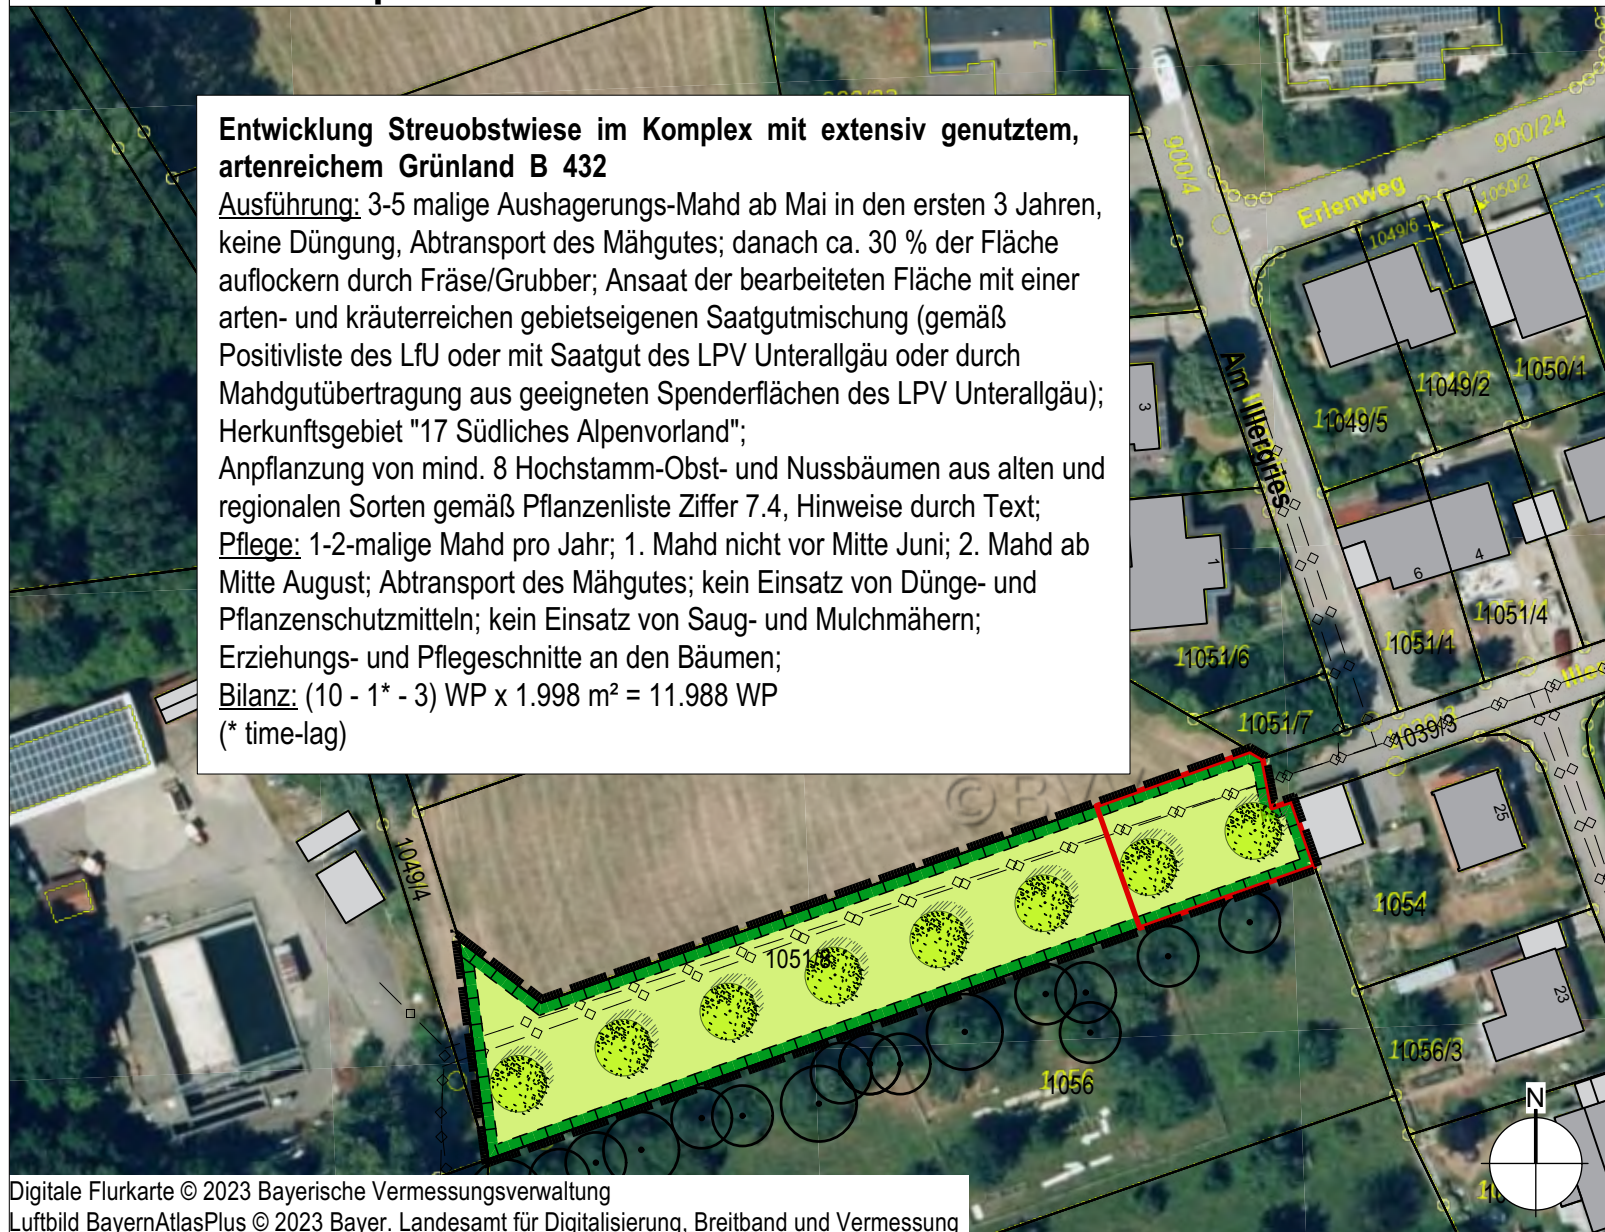 Entwicklung Streuobstwiese im Komplex mit extensiv genutztem,
artenreichem Grünland B 432
Ausführung: 3-5 malige Aushagerungs-Mahd ab Mai in den ersten 3 Jahren,
keine Düngung, Abtransport des Mähgutes; danach ca. 30 % der Fläche
auflockern durch Fräse/Grubber; Ansaat der bearbeiteten Fläche mit einer
arten- und kräuterreichen gebietseigenen Saatgutmischung (gemäß
Positivliste des LfU oder mit Saatgut des LPV Unterallgäu oder durch
Mahdgutübertragung aus geeigneten Spenderflächen des LPV Unterallgäu);
Herkunftsgebiet "17 Südliches Alpenvorland";
Anpflanzung von mind. 8 Hochstamm-Obst- und Nussbäumen aus alten und
regionalen Sorten gemäß Pflanzenliste Ziffer 7.4, Hinweise durch Text;
Pflege: 1-2-malige Mahd pro Jahr; 1. Mahd nicht vor Mitte Juni; 2. Mahd ab
Mitte August; Abtransport des Mähgutes; kein Einsatz von Dünge- und
Pflanzenschutzmitteln; kein Einsatz von Saug- und Mulchmähern;
Erziehungs- und Pflegeschnitte an den Bäumen;
Bilanz: (10 - 1* - 3) WP x 1.998 m² = 11.988 WP
(* time-lag)
7
900/4
900/24
Erlenweg
1050/2
1049/6
1049/2
1050/1
1049/5
Am Illergries
3
1
6
4
1051/4
1051/1
1051/6
1051/7
1039/3
25
1054
23
1056/3
1056
1051/8
1049/4
N
Digitale Flurkarte © 2023 Bayerische Vermessungsverwaltung
Luftbild BayernAtlasPlus © 2023 Bayer. Landesamt für Digitalisierung, Breitband und Vermessung